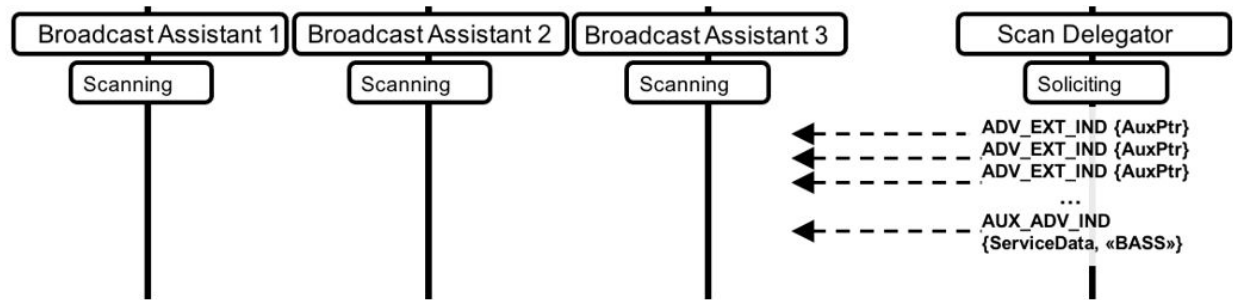 Broadcast Assistant 1
Broadcast Assistant 2
Broadcast Assistant 3
Scan Delegator
Scanning
Scanning
Scanning
Soliciting
ADV_EXT_IND {AuxPtr}
ADV_EXT_IND {AuxPtr}
ADV_EXT_IND {AuxPtr}
...
AUX_ADV_IND
{ServiceData, «BASS»}